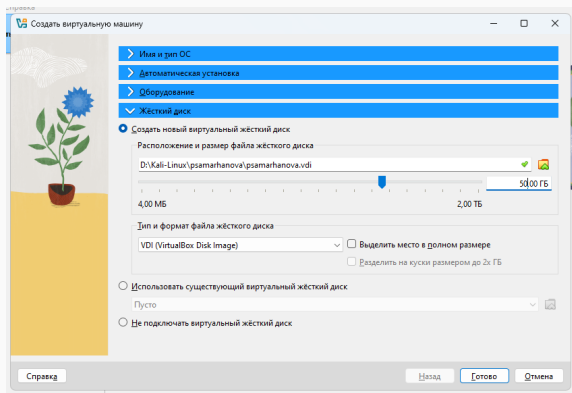 Справка
Создать виртуальную машину
Имя и тип ОС
Автоматическая установка
Оборудование
Жёсткий диск
Создать новый виртуальный жёсткий диск
Расположение и размер файла жёсткого диска
D:\Kali-Linux\psamarhanova\psamarhanova.vdi
50,00 ГБ
4,00 МБ 2,00 ТБ
Тип и формат файла жёсткого диска
VDI (VirtualBox Disk Image) Выделить место в полном размере
Разделить на куски размером до 2х ГБ
Использовать существующий виртуальный жёсткий диск
Пусто
Не подключать виртуальный жёсткий диск
Справка Назад Готово Отмена